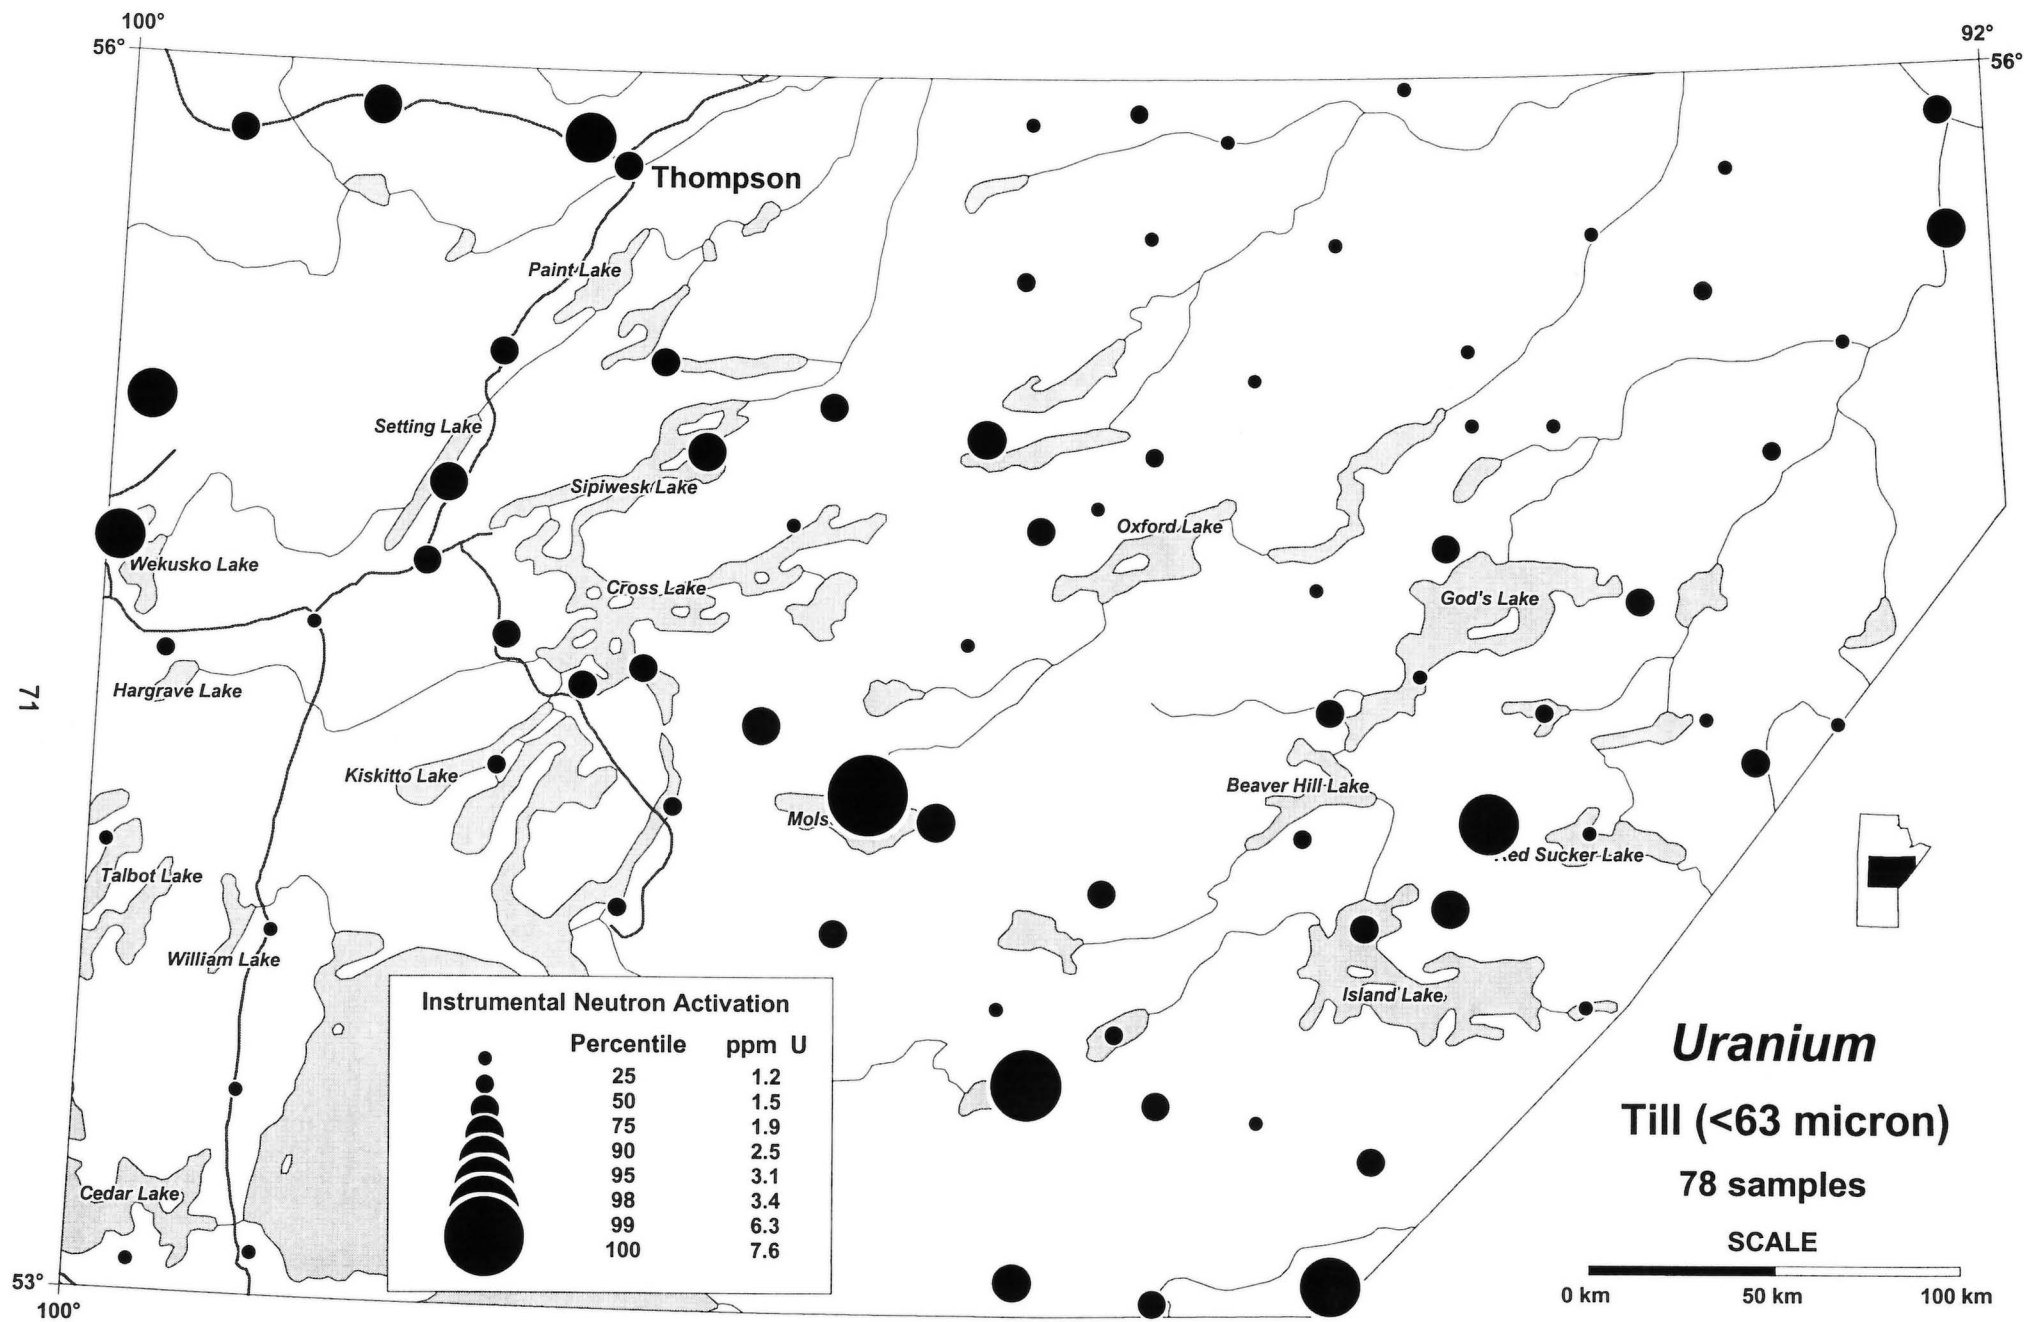 100°
92°
56°
56°
Thompson
Paint Lake
Setting Lake
Sipiwesk Lake
Oxford Lake
Wekusko Lake
Cross Lake
God's Lake
Hargrave Lake
71
Kiskitto Lake
Beaver Hill Lake
Mols
Red Sucker Lake
Talbot Lake
William Lake
Island Lake
Instrumental Neutron Activation
Percentile ppm U
25 1.2
50 1.5
75 1.9
90 2.5
95 3.1
98 3.4
99 6.3
100 7.6
Uranium
Till (<63 micron)
78 samples
Cedar Lake
SCALE
0 km 50 km 100 km
53°
100°